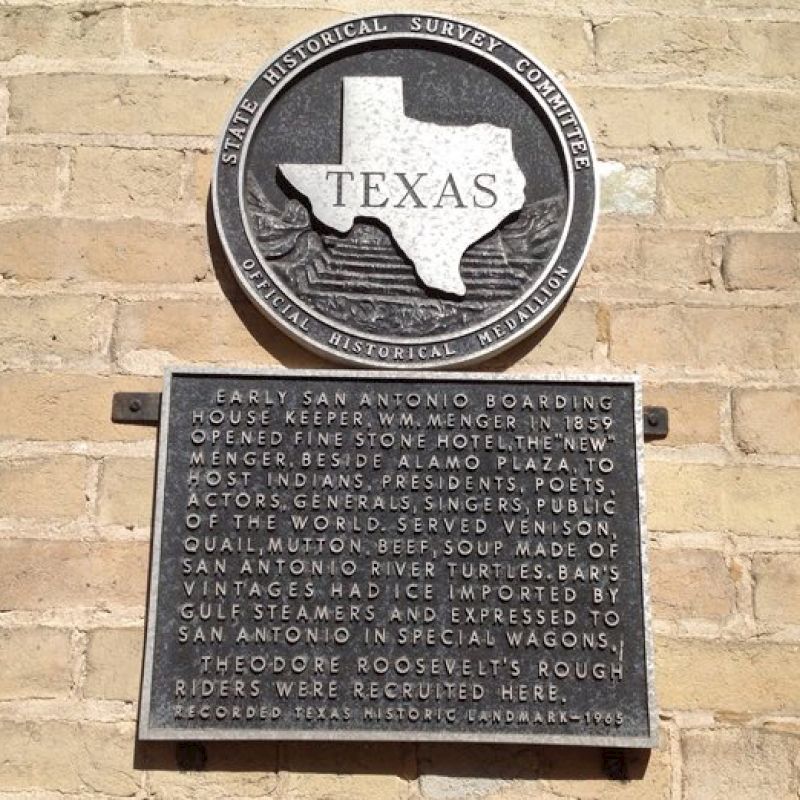 STATE HISTORICAL SURVEY COMMITTEE
TEXAS
OFFICIAL HISTORICAL MEDALLION
EARLY SAN ANTONIO BOARDING
HOUSE KEEPER, WM. MENGER IN 1859
OPENED FINE STONE HOTEL, THE "NEW"
MENGER, BESIDE ALAMO PLAZA, TO
HOST INDIANS, PRESIDENTS, POETS,
ACTORS, GENERALS, SINGERS, PUBLIC
OF THE WORLD. SERVED VENISON,
QUAIL, MUTTON, BEEF, SOUP MADE OF
SAN ANTONIO RIVER TURTLES. BAR'S
VINTAGES HAD ICE IMPORTED BY
GULF STEAMERS AND EXPRESSED TO
SAN ANTONIO IN SPECIAL WAGONS.
THEODORE ROOSEVELT'S ROUGH
RIDERS WERE RECRUITED HERE.
RECORDED TEXAS HISTORIC LANDMARK—1965